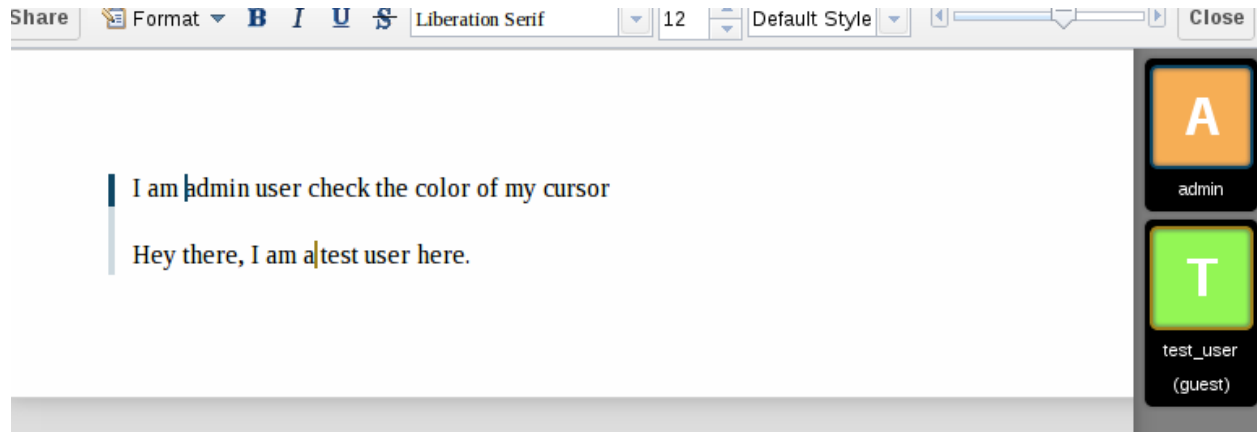 Share Format B I U S Liberation Serif 12 Default Style Close
I am admin user check the color of my cursor
Hey there, I am a test user here.
A
admin
T
test_user
(guest)